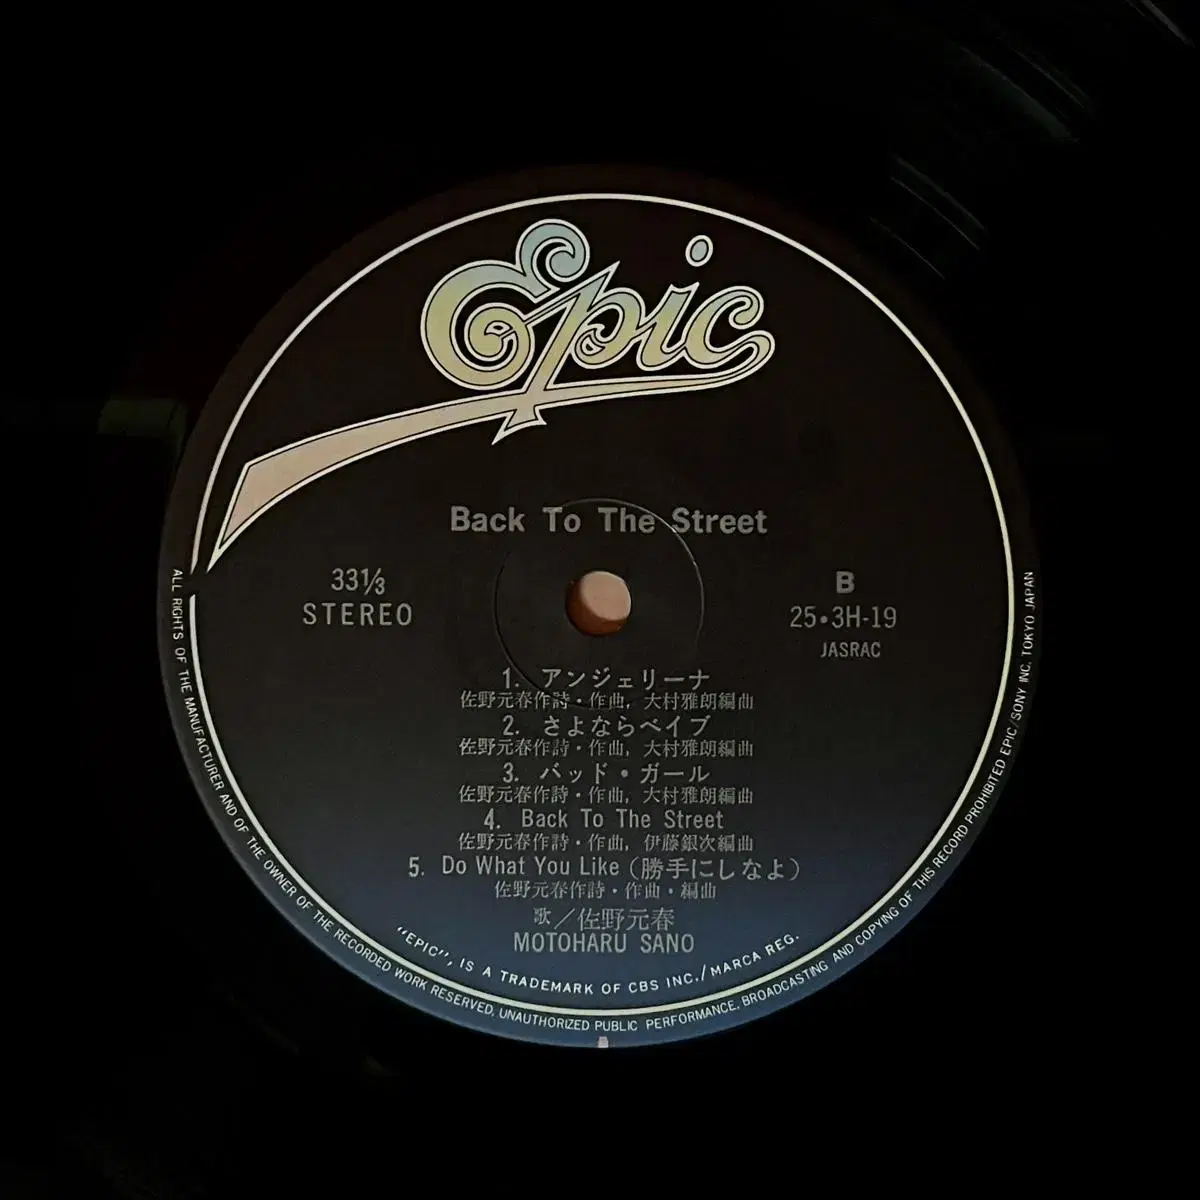 Epic
Back To The Street
33⅓
STEREO
B
25・3H-19
JASRAC
1. アンジェリーナ
佐野元春作詩・作曲, 大村雅朗編曲
2. さよならベイブ
佐野元春作詩・作曲, 大村雅朗編曲
3. バッド・ガール
佐野元春作詩・作曲, 大村雅朗編曲
4. Back To The Street
佐野元春作詩・作曲, 伊藤銀次編曲
5. Do What You Like (勝手にしなよ)
佐野元春作詩・作曲・編曲
歌/佐野元春
MOTOHARU SANO
"EPIC", IS A TRADEMARK OF CBS INC./MARCA REG.
ALL RIGHTS OF THE MANUFACTURER AND OF THE OWNER OF THE RECORDED WORK RESERVED, UNAUTHORIZED PUBLIC PERFORMANCE, BROADCASTING AND COPYING OF THIS RECORD PROHIBITED EPIC/SONY INC. TOKYO JAPAN